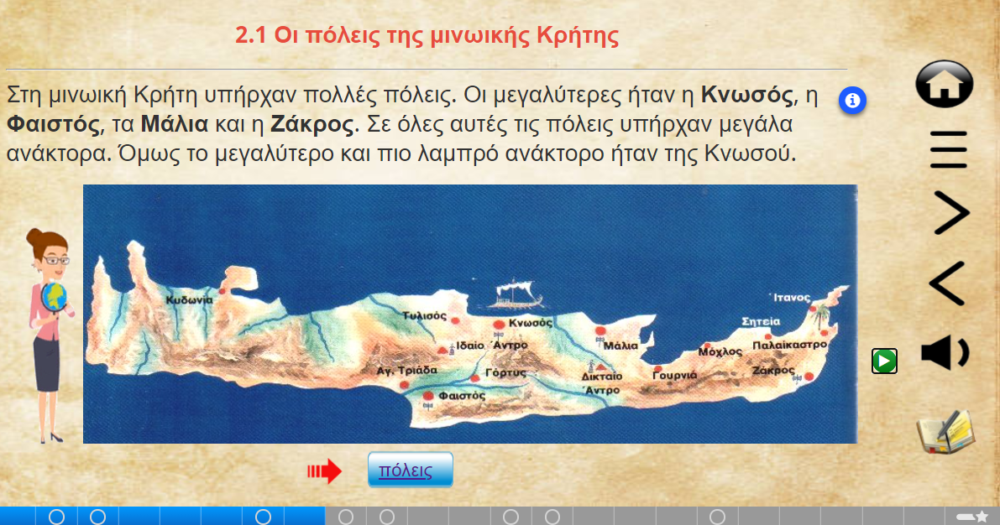 2.1 Οι πόλεις της μινωικής Κρήτης
Στη μινωική Κρήτη υπήρχαν πολλές πόλεις. Οι μεγαλύτερες ήταν η Κνωσός, η
Φαιστός, τα Μάλια και η Ζάκρος. Σε όλες αυτές τις πόλεις υπήρχαν μεγάλα
ανάκτορα. Όμως το μεγαλύτερο και πιο λαμπρό ανάκτορο ήταν της Κνωσού.
Κυδωνία
Τυλισός
Κνωσός
Ἰτανος
Σητεία
Ιδαίο Άντρο
Μάλια
Μόχλος
Παλαίκαστρο
Αγ. Τριάδα
Γόρτυς
Δικταίο
Άντρο
Γουρνιά
Ζάκρος
Φαιστός
πόλεις